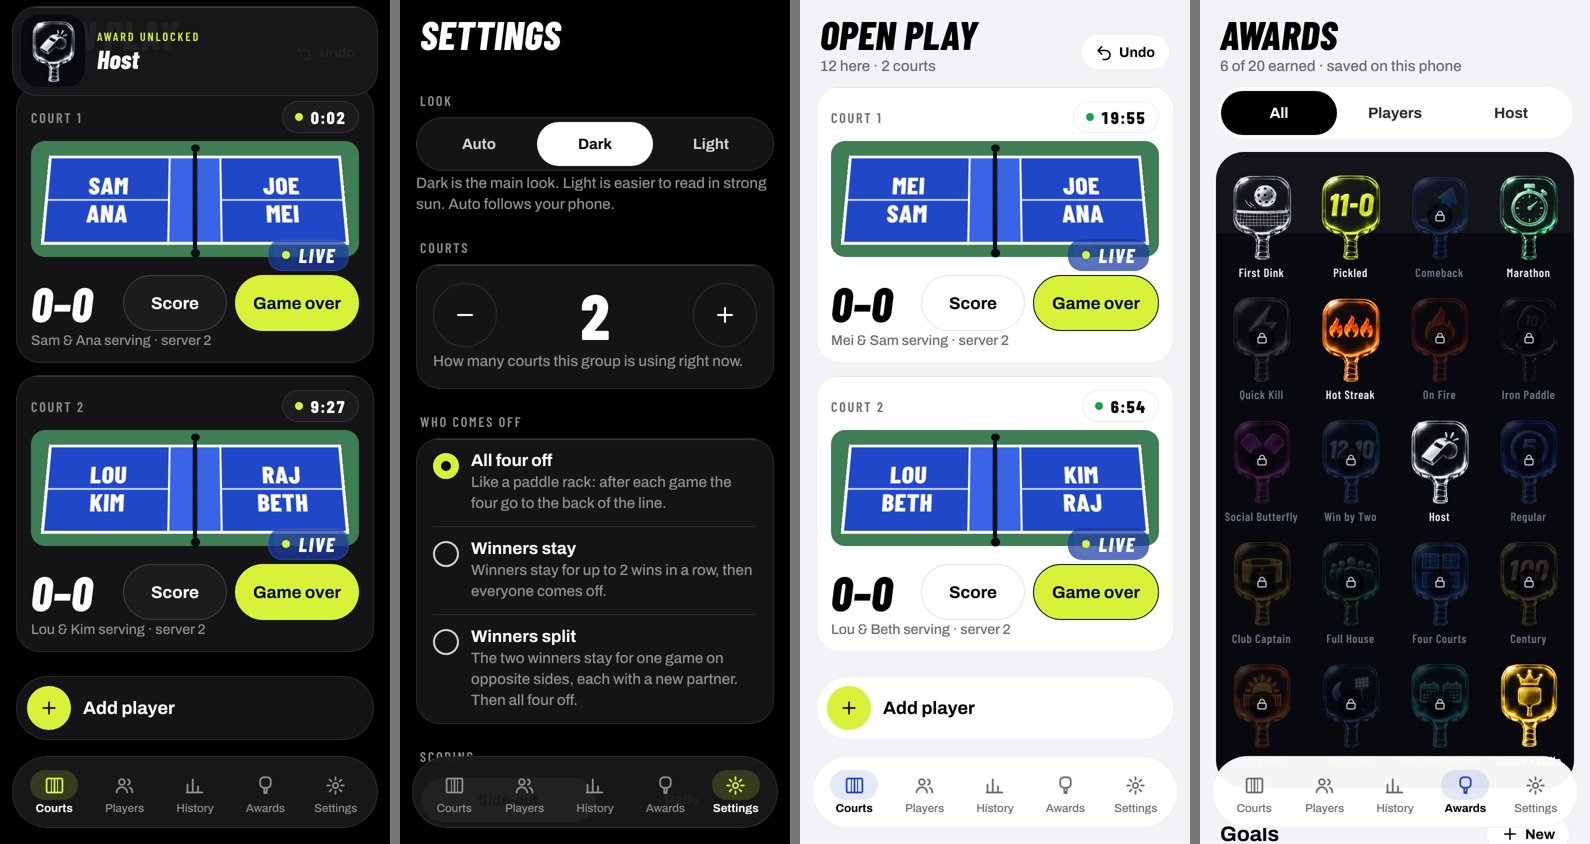 AWARD UNLOCKED
Host
Undo
COURT 1
0:02
SAM
JOE
ANA
MEI
LIVE
0-0
Score
Game over
Sam & Ana serving · server 2
COURT 2
9:27
LOU
RAJ
KIM
BETH
LIVE
0-0
Score
Game over
Lou & Kim serving · server 2
Add player
Courts
Players
History
Awards
Settings
SETTINGS
LOOK
Auto
Dark
Light
Dark is the main look. Light is easier to read in strong
sun. Auto follows your phone.
COURTS
2
How many courts this group is using right now.
WHO COMES OFF
All four off
Like a paddle rack: after each game the
four go to the back of the line.
Winners stay
Winners stay for up to 2 wins in a row, then
everyone comes off.
Winners split
The two winners stay for one game on
opposite sides, each with a new partner.
Then all four off.
SCORING
Side-out
Rally
Courts
Players
History
Awards
Settings
OPEN PLAY
Undo
12 here · 2 courts
COURT 1
19:55
MEI
JOE
SAM
ANA
LIVE
0-0
Score
Game over
Mei & Sam serving · server 2
COURT 2
6:54
LOU
KIM
BETH
RAJ
LIVE
0-0
Score
Game over
Lou & Beth serving · server 2
Add player
Courts
Players
History
Awards
Settings
AWARDS
6 of 20 earned · saved on this phone
All
Players
Host
11-0
First Dink
Pickled
Comeback
Marathon
10
Quick Kill
Hot Streak
On Fire
Iron Paddle
12-10
5
Social Butterfly
Win by Two
Host
Regular
100
Club Captain
Full House
Four Courts
Century
Golden Paddle
Courts
Players
History
Awards
Settings
Goals
New